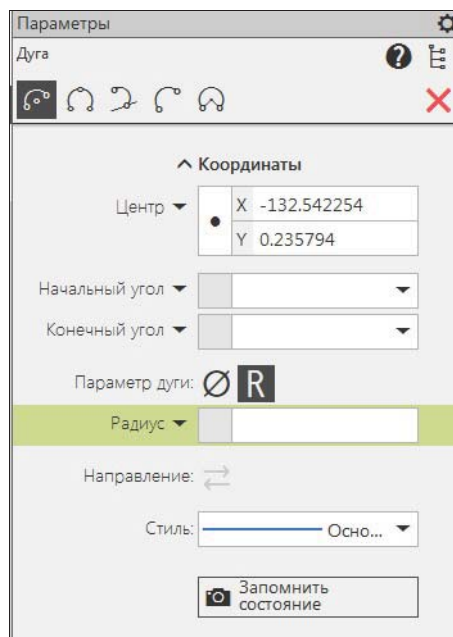 Параметры
Дуга
Координаты
Центр
X -132.542254
Y 0.235794
Начальный угол
Конечный угол
Параметр дуги: Ø R
Радиус
Направление:
Стиль: Осно...
Запомнить
состояние